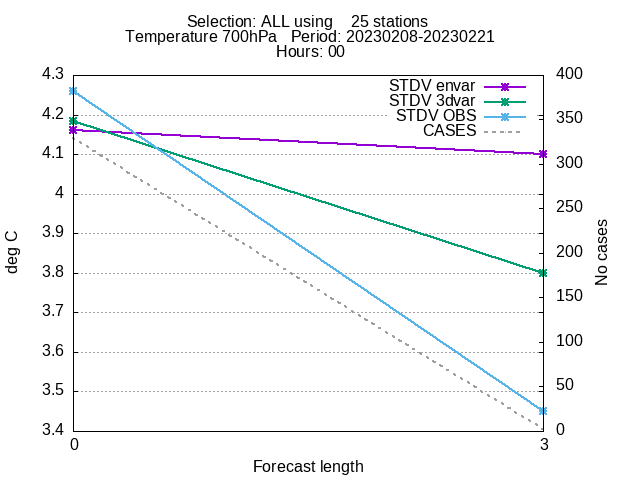 Selection: ALL using    25 stations
Temperature 700hPa   Period: 20230208-20230221
Hours: 00
STDV envar
STDV 3dvar
STDV OBS
CASES
4.3
4.2
4.1
4
3.9
3.8
3.7
3.6
3.5
3.4
deg C
400
350
300
250
200
150
100
50
0
No cases
0
3
Forecast length